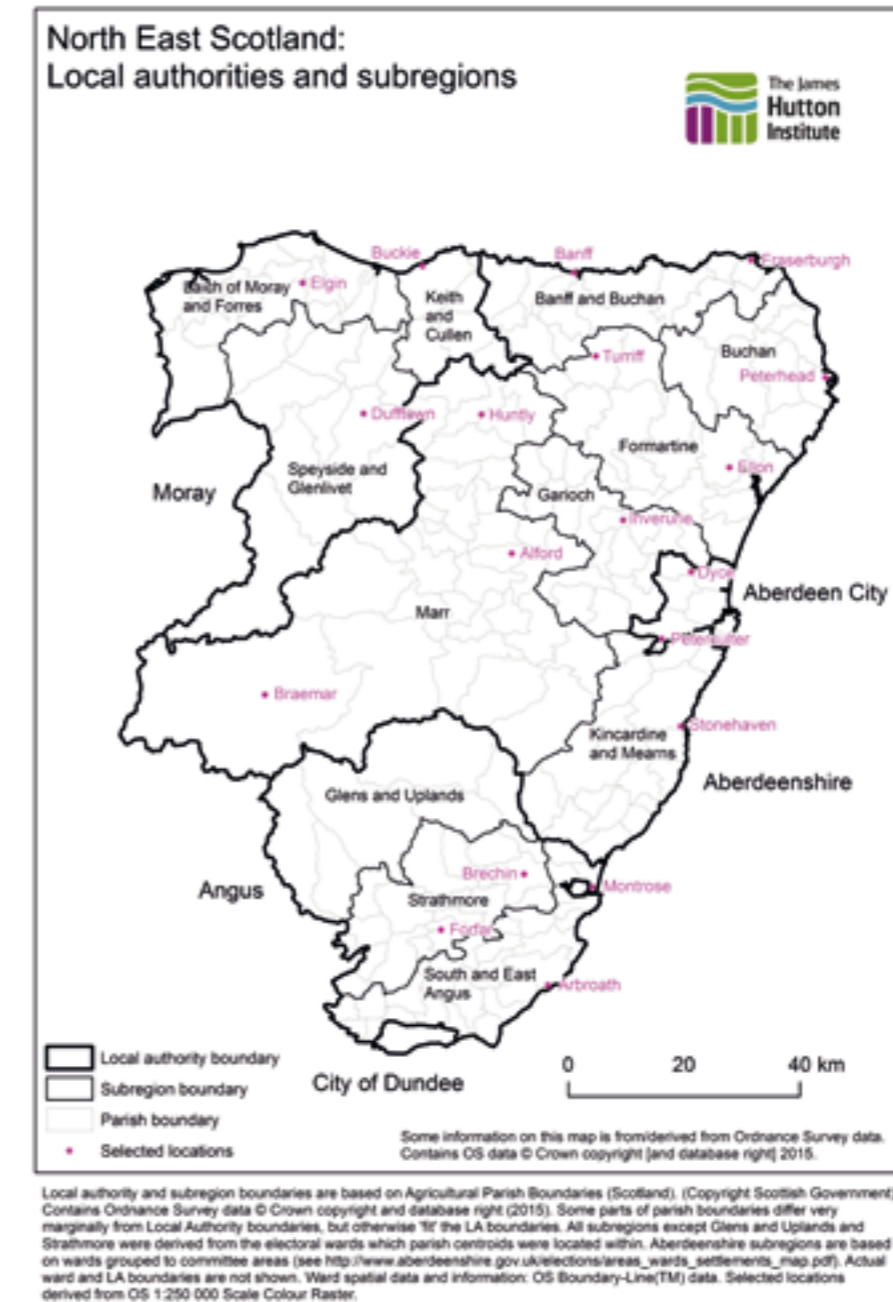 North East Scotland:
Local authorities and subregions
The James
Hutton
Institute
Buckie
Banff
Fraserburgh
Laich of Moray
and Forres
Elgin
Keith
and
Cullen
Banff and Buchan
Turriff
Buchan
Peterhead
Dufftown
Huntly
Formartine
Ellon
Speyside and
Glenlivet
Moray
Garioch
Inverurie
Alford
Dyce
Aberdeen City
Marr
Peterculter
Braemar
Stonehaven
Kincardine
and Mearns
Aberdeenshire
Glens and Uplands
Brechin
Montrose
Angus
Strathmore
Forfar
South and East
Angus
Arbroath
City of Dundee
Local authority boundary
Subregion boundary
Parish boundary
Selected locations
0 20 40 km
Some information on this map is from/derived from Ordnance Survey data.
Contains OS data © Crown copyright [and database right] 2015.
Local authority and subregion boundaries are based on Agricultural Parish Boundaries (Scotland). (Copyright Scottish Government)
Contains Ordnance Survey data © Crown copyright and database right (2015). Some parts of parish boundaries differ very
marginally from Local Authority boundaries, but otherwise 'fit' the LA boundaries. All subregions except Glens and Uplands and
Strathmore were derived from the electoral wards which parish centroids were located within. Aberdeenshire subregions are based
on wards grouped to committee areas (see http://www.aberdeenshire.gov.uk/elections/areas_wards_settlements_map.pdf). Actual
ward and LA boundaries are not shown. Ward spatial data and information: OS Boundary-Line(TM) data. Selected locations
derived from OS 1:250 000 Scale Colour Raster.